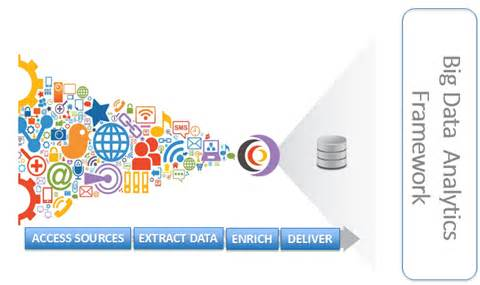 SMS
ACCESS SOURCES
EXTRACT DATA
ENRICH
DELIVER
Big Data Analytics
Framework